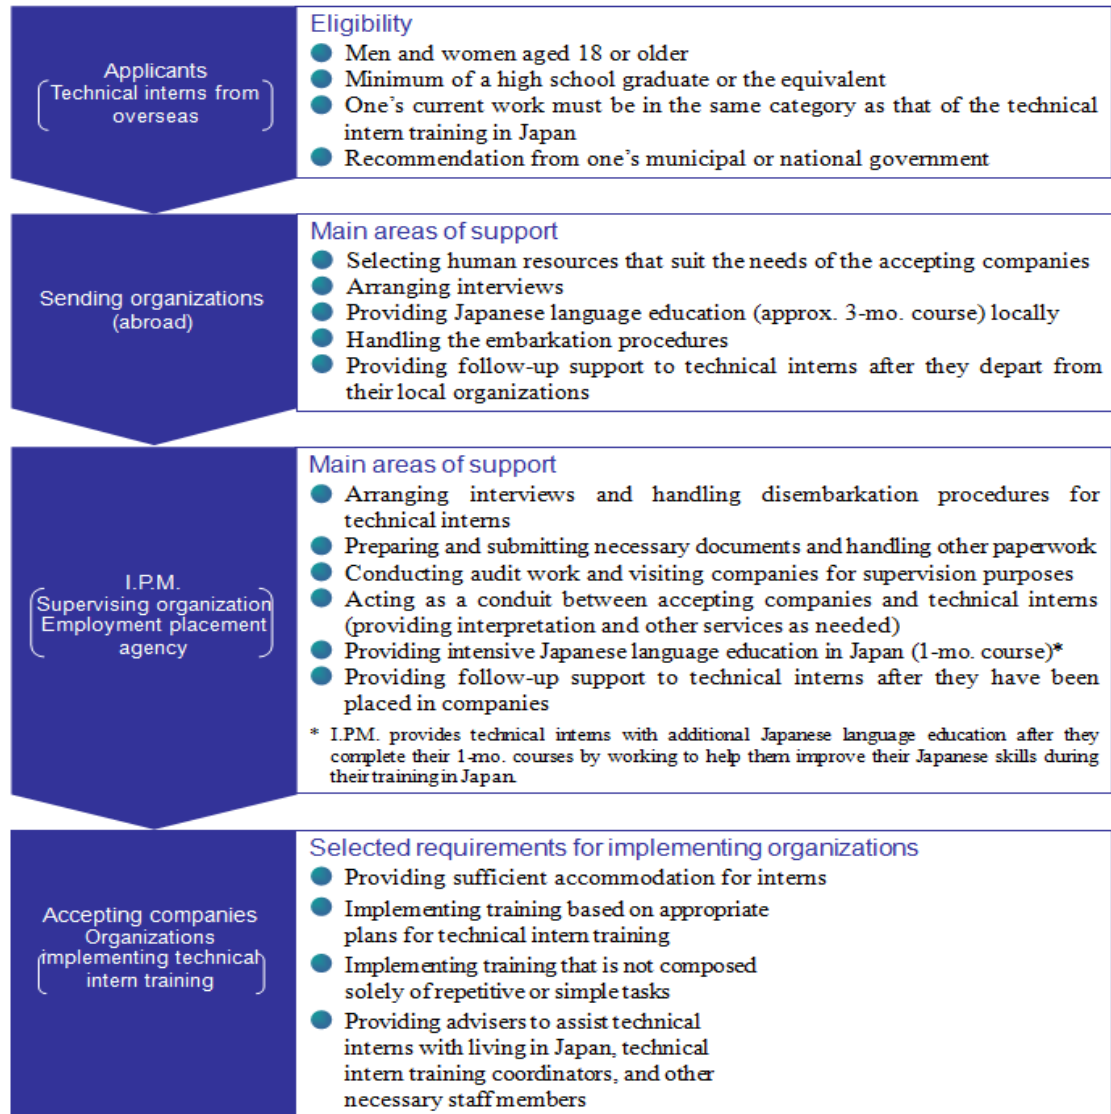 Applicants
Technical interns from
overseas
Eligibility
Men and women aged 18 or older
Minimum of a high school graduate or the equivalent
One's current work must be in the same category as that of the technical
intern training in Japan
Recommendation from one's municipal or national government
Sending organizations
(abroad)
Main areas of support
Selecting human resources that suit the needs of the accepting companies
Arranging interviews
Providing Japanese language education (approx. 3-mo. course) locally
Handling the embarkation procedures
Providing follow-up support to technical interns after they depart from
their local organizations
I.P.M.
Supervising organization
Employment placement
agency
Main areas of support
Arranging interviews and handling disembarkation procedures for
technical interns
Preparing and submitting necessary documents and handling other paperwork
Conducting audit work and visiting companies for supervision purposes
Acting as a conduit between accepting companies and technical interns
(providing interpretation and other services as needed)
Providing intensive Japanese language education in Japan (1-mo. course)*
Providing follow-up support to technical interns after they have been
placed in companies
* I.P.M. provides technical interns with additional Japanese language education after they
complete their 1-mo. courses by working to help them improve their Japanese skills during
their training in Japan.
Accepting companies
Organizations
implementing technical
intern training
Selected requirements for implementing organizations
Providing sufficient accommodation for interns
Implementing training based on appropriate
plans for technical intern training
Implementing training that is not composed
solely of repetitive or simple tasks
Providing advisers to assist technical
interns with living in Japan, technical
intern training coordinators, and other
necessary staff members